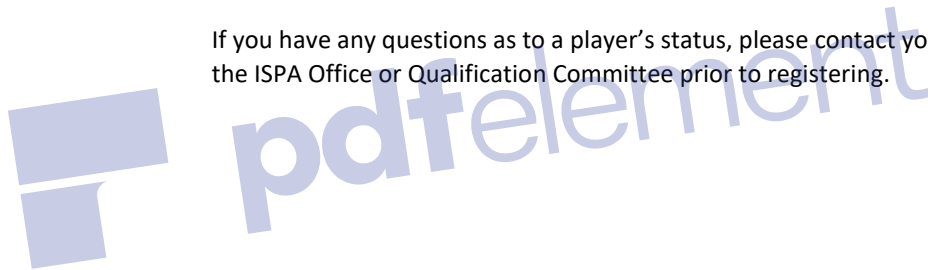 If you have any questions as to a player’s status, please contact yo
the ISPA Office or Qualification Committee prior to registering.
pdfelement